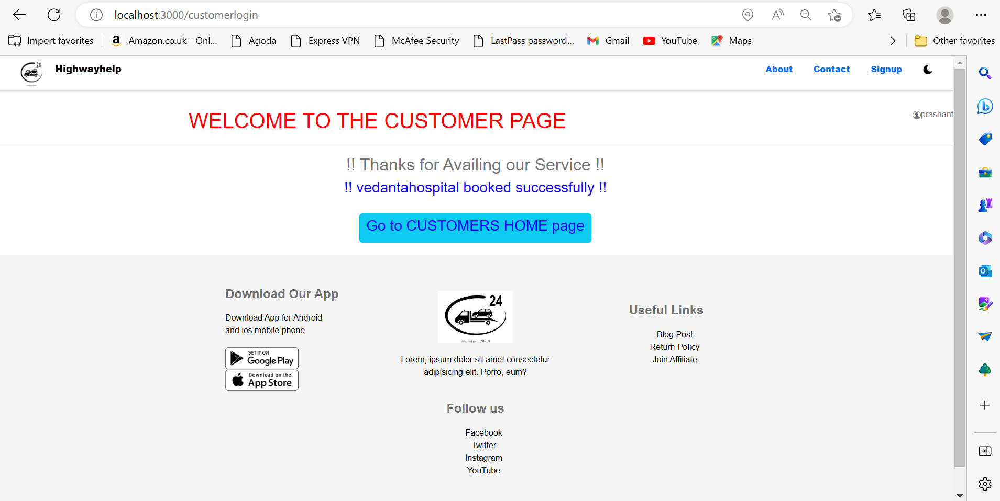 localhost:3000/customerlogin
Import favorites
Amazon.co.uk - Onl...
Agoda
Express VPN
McAfee Security
LastPass password...
Gmail
YouTube
Maps
Other favorites
24
Highwayhelp
About
Contact
Signup
WELCOME TO THE CUSTOMER PAGE
prashant
!! Thanks for Availing our Service !!
!! vedantahospital booked successfully !!
Go to CUSTOMERS HOME page
Download Our App
Download App for Android
and ios mobile phone
GET IT ON
Google Play
Download on the
App Store
24
Lorem, ipsum dolor sit amet consectetur
adipisicing elit. Porro, eum?
Useful Links
Blog Post
Return Policy
Join Affiliate
Follow us
Facebook
Twitter
Instagram
YouTube